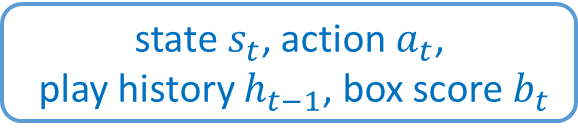 state $s_t$, action $a_t$,
play history $h_{t-1}$, box score $b_t$